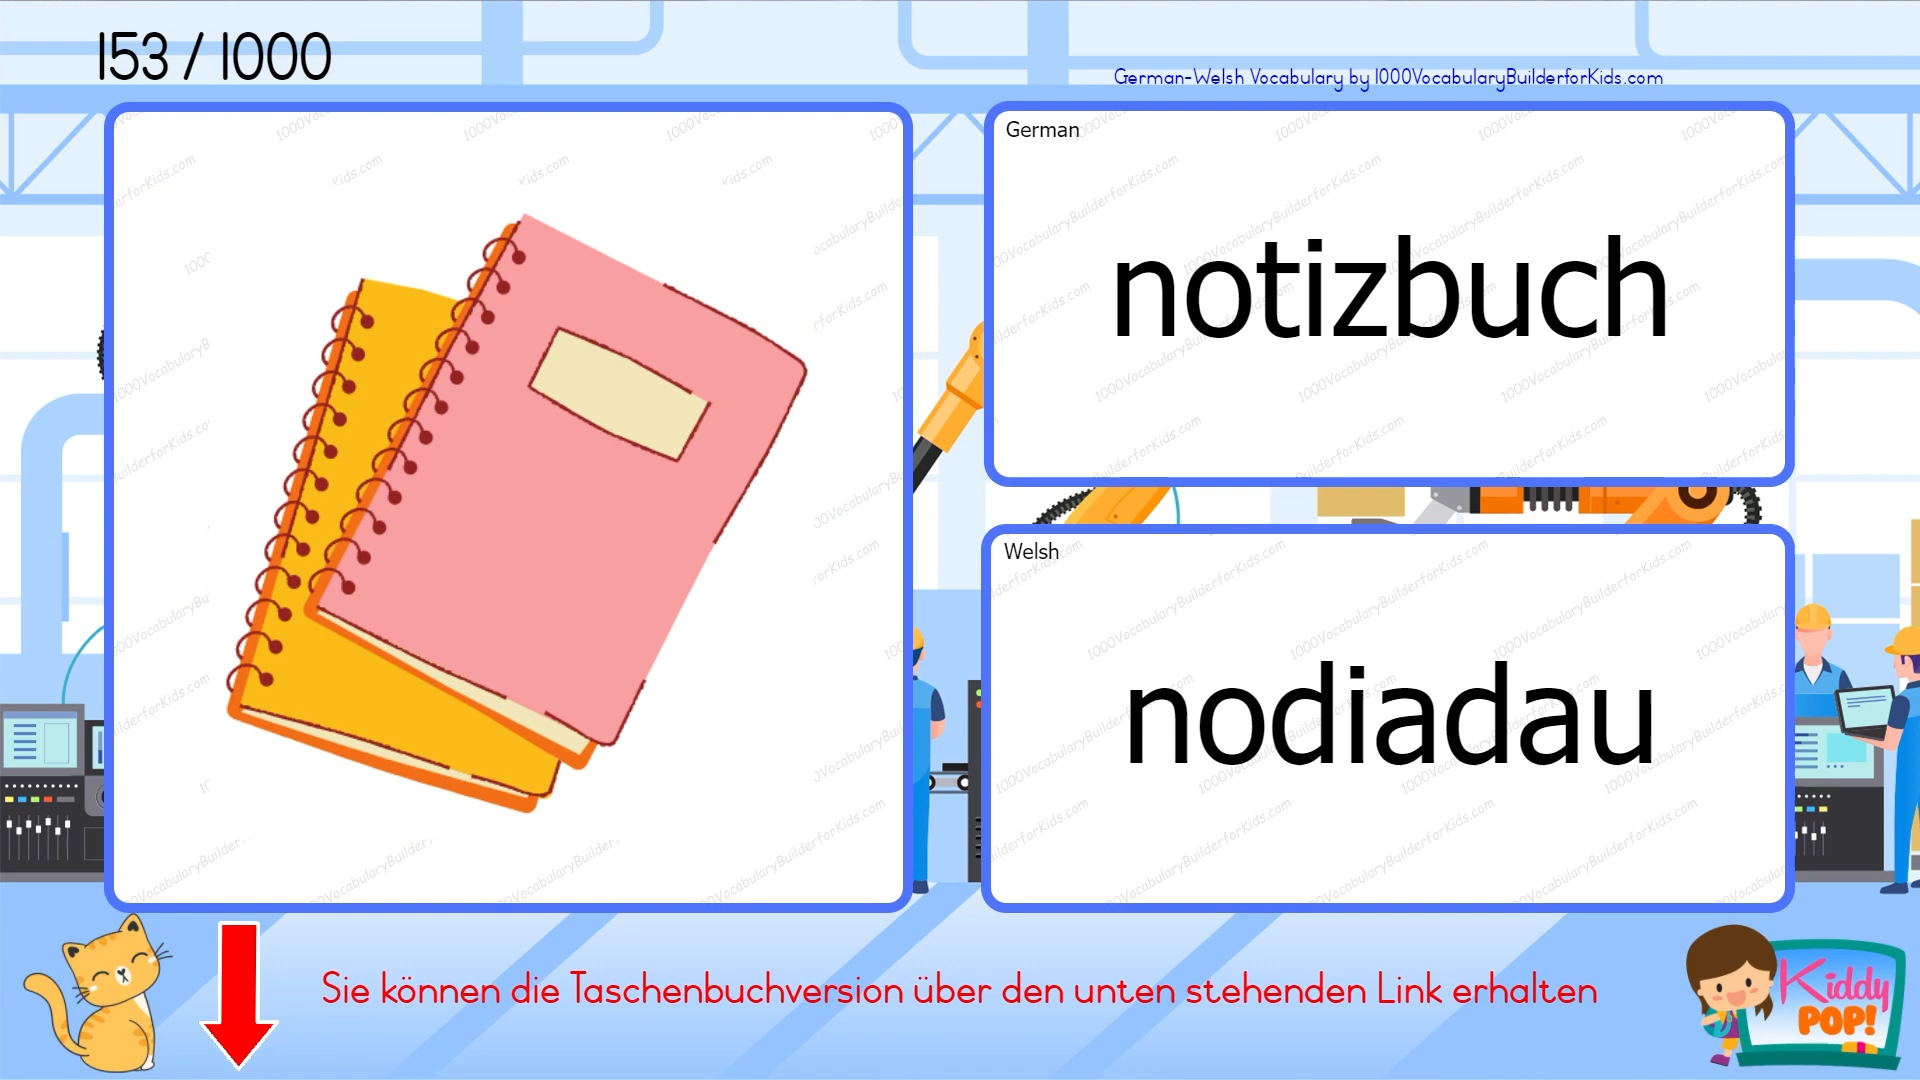 153 / 1000
German-Welsh Vocabulary by 1000VocabularyBuilderforKids.com
German
notizbuch
Welsh
nodiadau
Sie können die Taschenbuchversion über den unten stehenden Link erhalten
Kiddy
POP!